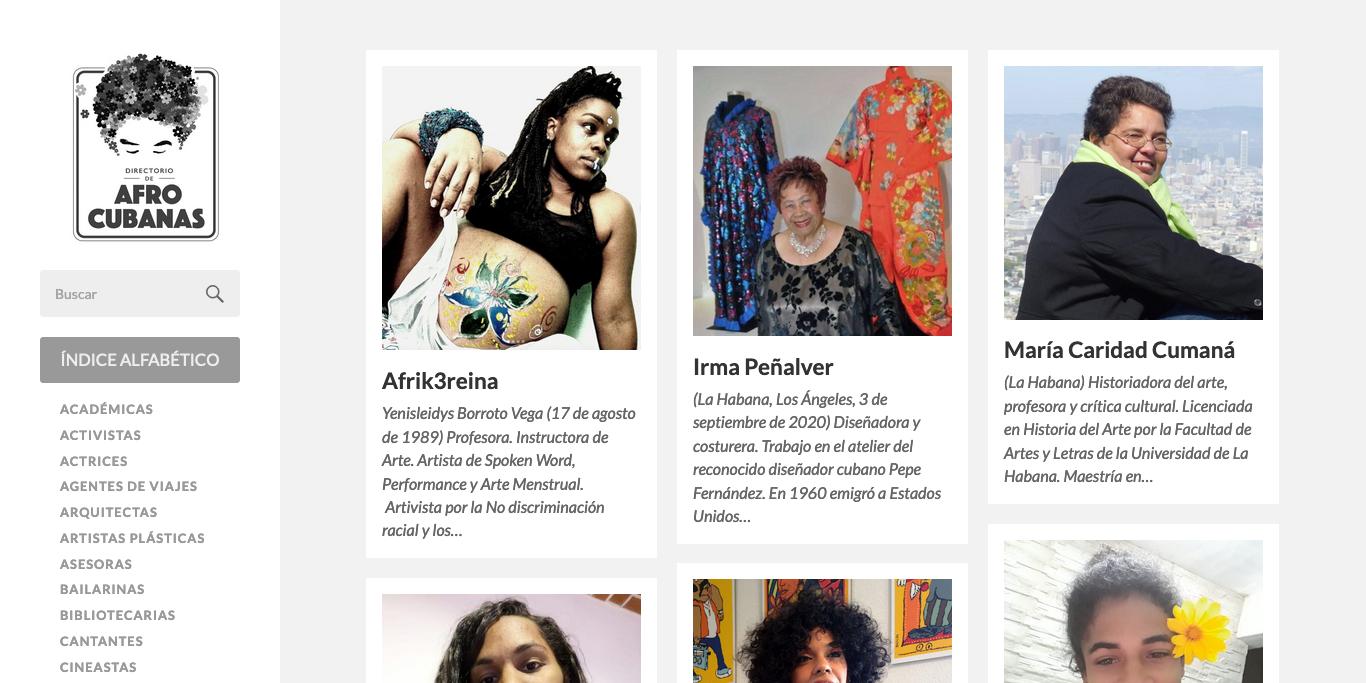 DIRECTORIO
DE
AFRO
CUBANAS
Buscar
ÍNDICE ALFABÉTICO
ACADÉMICAS
ACTIVISTAS
ACTRICES
AGENTES DE VIAJES
ARQUITECTAS
ARTISTAS PLÁSTICAS
ASESORAS
BAILARINAS
BIBLIOTECARIAS
CANTANTES
CINEASTAS
Afrik3reina
Yenisleidys Borroto Vega (17 de agosto
de 1989) Profesora. Instructora de
Arte. Artista de Spoken Word,
Performance y Arte Menstrual.
Artivista por la No discriminación
racial y los...
Irma Peñalver
(La Habana, Los Ángeles, 3 de
septiembre de 2020) Diseñadora y
costurera. Trabajo en el atelier del
reconocido diseñador cubano Pepe
Fernández. En 1960 emigró a Estados
Unidos...
María Caridad Cumaná
(La Habana) Historiadora del arte,
profesora y crítica cultural. Licenciada
en Historia del Arte por la Facultad de
Artes y Letras de la Universidad de La
Habana. Maestría en...